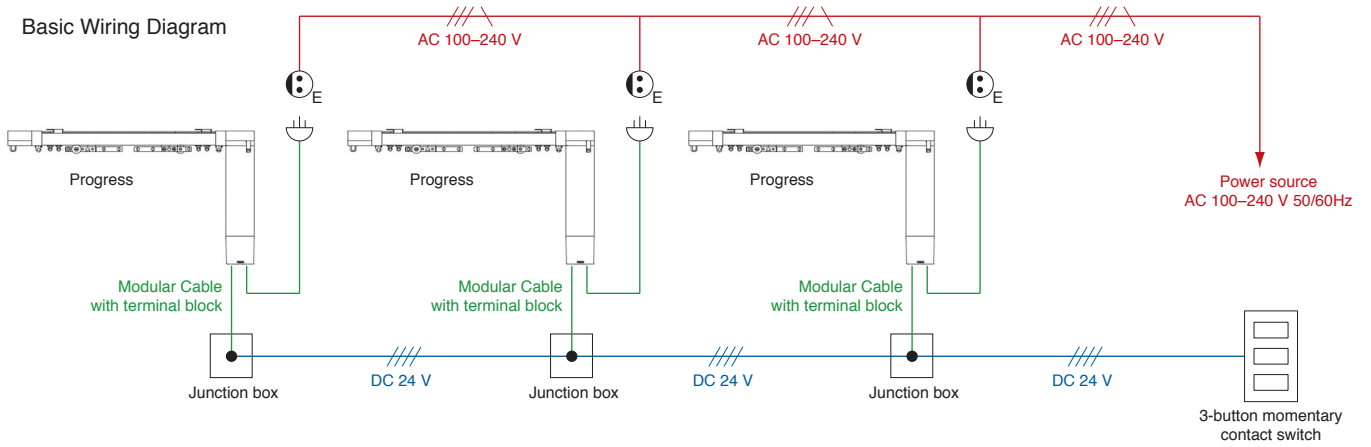 Basic Wiring Diagram
AC 100–240 V
AC 100–240 V
AC 100–240 V
E
E
E
Progress
Progress
Progress
Power source
AC 100–240 V 50/60Hz
Modular Cable
with terminal block
Modular Cable
with terminal block
Modular Cable
with terminal block
DC 24 V
DC 24 V
DC 24 V
Junction box
Junction box
Junction box
3-button momentary
contact switch